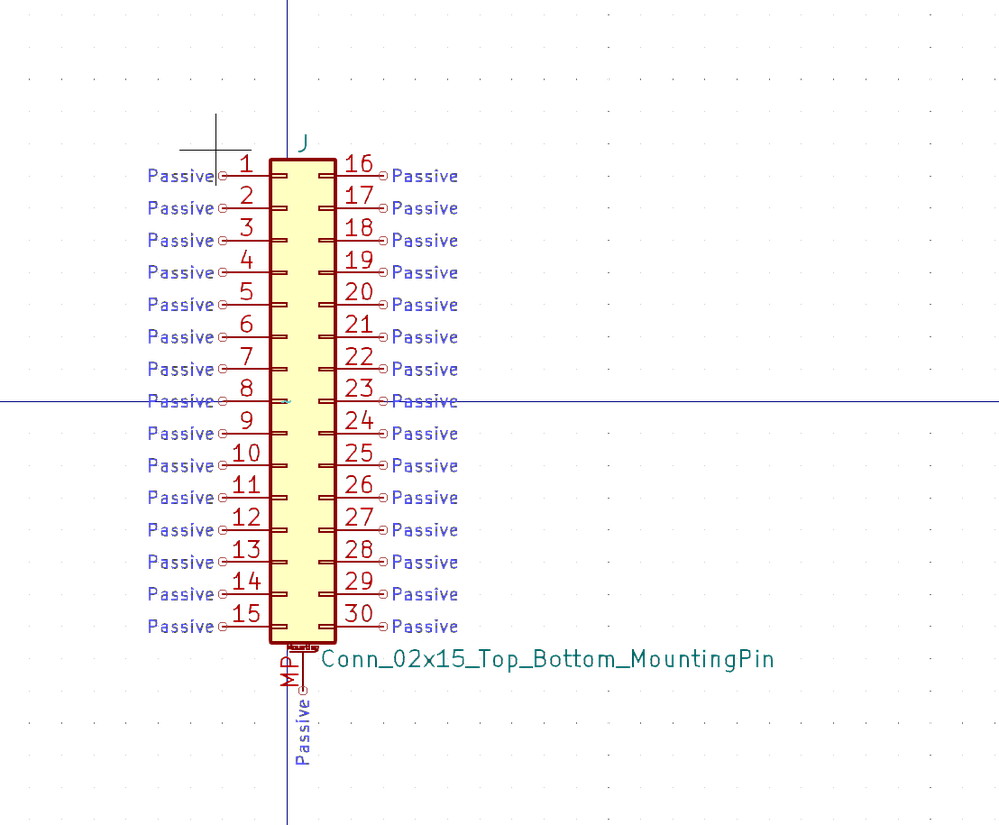 J
Passive 1 16 Passive
Passive 2 17 Passive
Passive 3 18 Passive
Passive 4 19 Passive
Passive 5 20 Passive
Passive 6 21 Passive
Passive 7 22 Passive
Passive 8 23 Passive
Passive 9 24 Passive
Passive 10 25 Passive
Passive 11 26 Passive
Passive 12 27 Passive
Passive 13 28 Passive
Passive 14 29 Passive
Passive 15 30 Passive
Mounting
MP
Conn_02x15_Top_Bottom_MountingPin
Passive